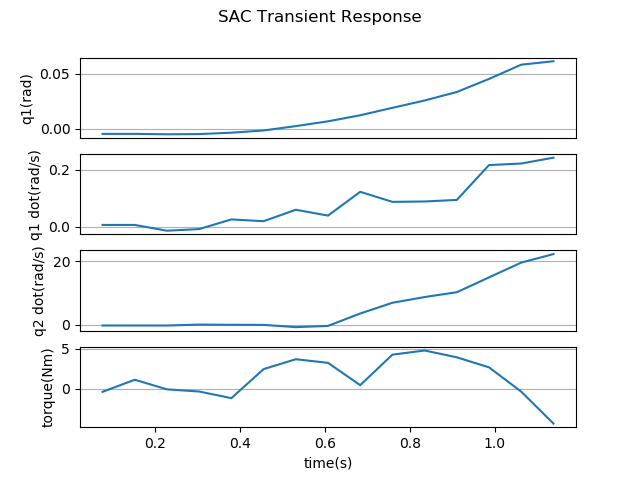 SAC Transient Response
0.05
0.00
q1(rad)
0.2
0.0
q1 dot(rad/s)
20
0
q2 dot(rad/s)
5
0
torque(Nm)
0.2 0.4 0.6 0.8 1.0
time(s)